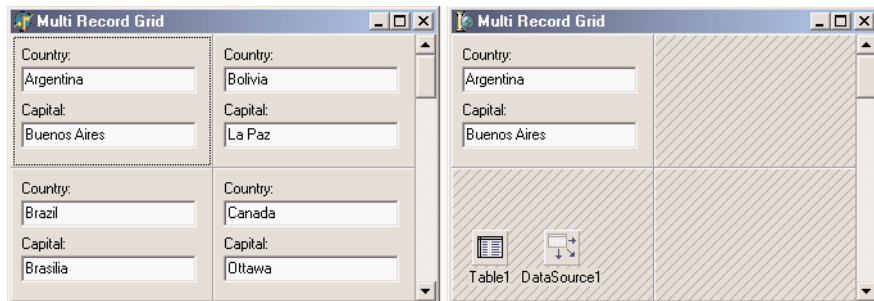 Multi Record Grid
Country:
Argentina
Capital:
Buenos Aires
Country:
Bolivia
Capital:
La Paz
Country:
Brazil
Capital:
Brasilia
Country:
Canada
Capital:
Ottawa
Multi Record Grid
Country:
Argentina
Capital:
Buenos Aires
Table1 DataSource1